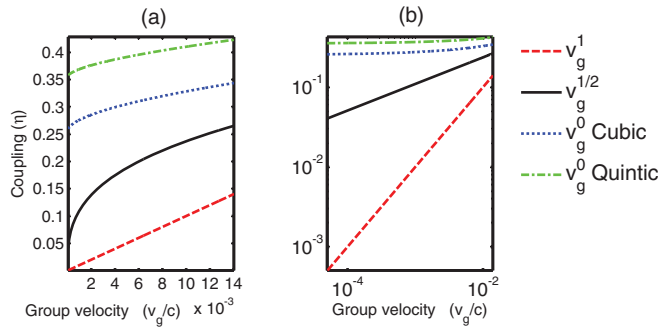 (a)
(b)
Coupling (η)
0.4
0.35
0.3
0.25
0.2
0.15
0.1
0.05
2 4 6 8 10 12 14
Group velocity (v_g/c) x 10^-3
10^-1
10^-2
10^-3
10^-4 10^-2
Group velocity (v_g/c)
v_g^1
v_g^1/2
v_g^0 Cubic
v_g^0 Quintic